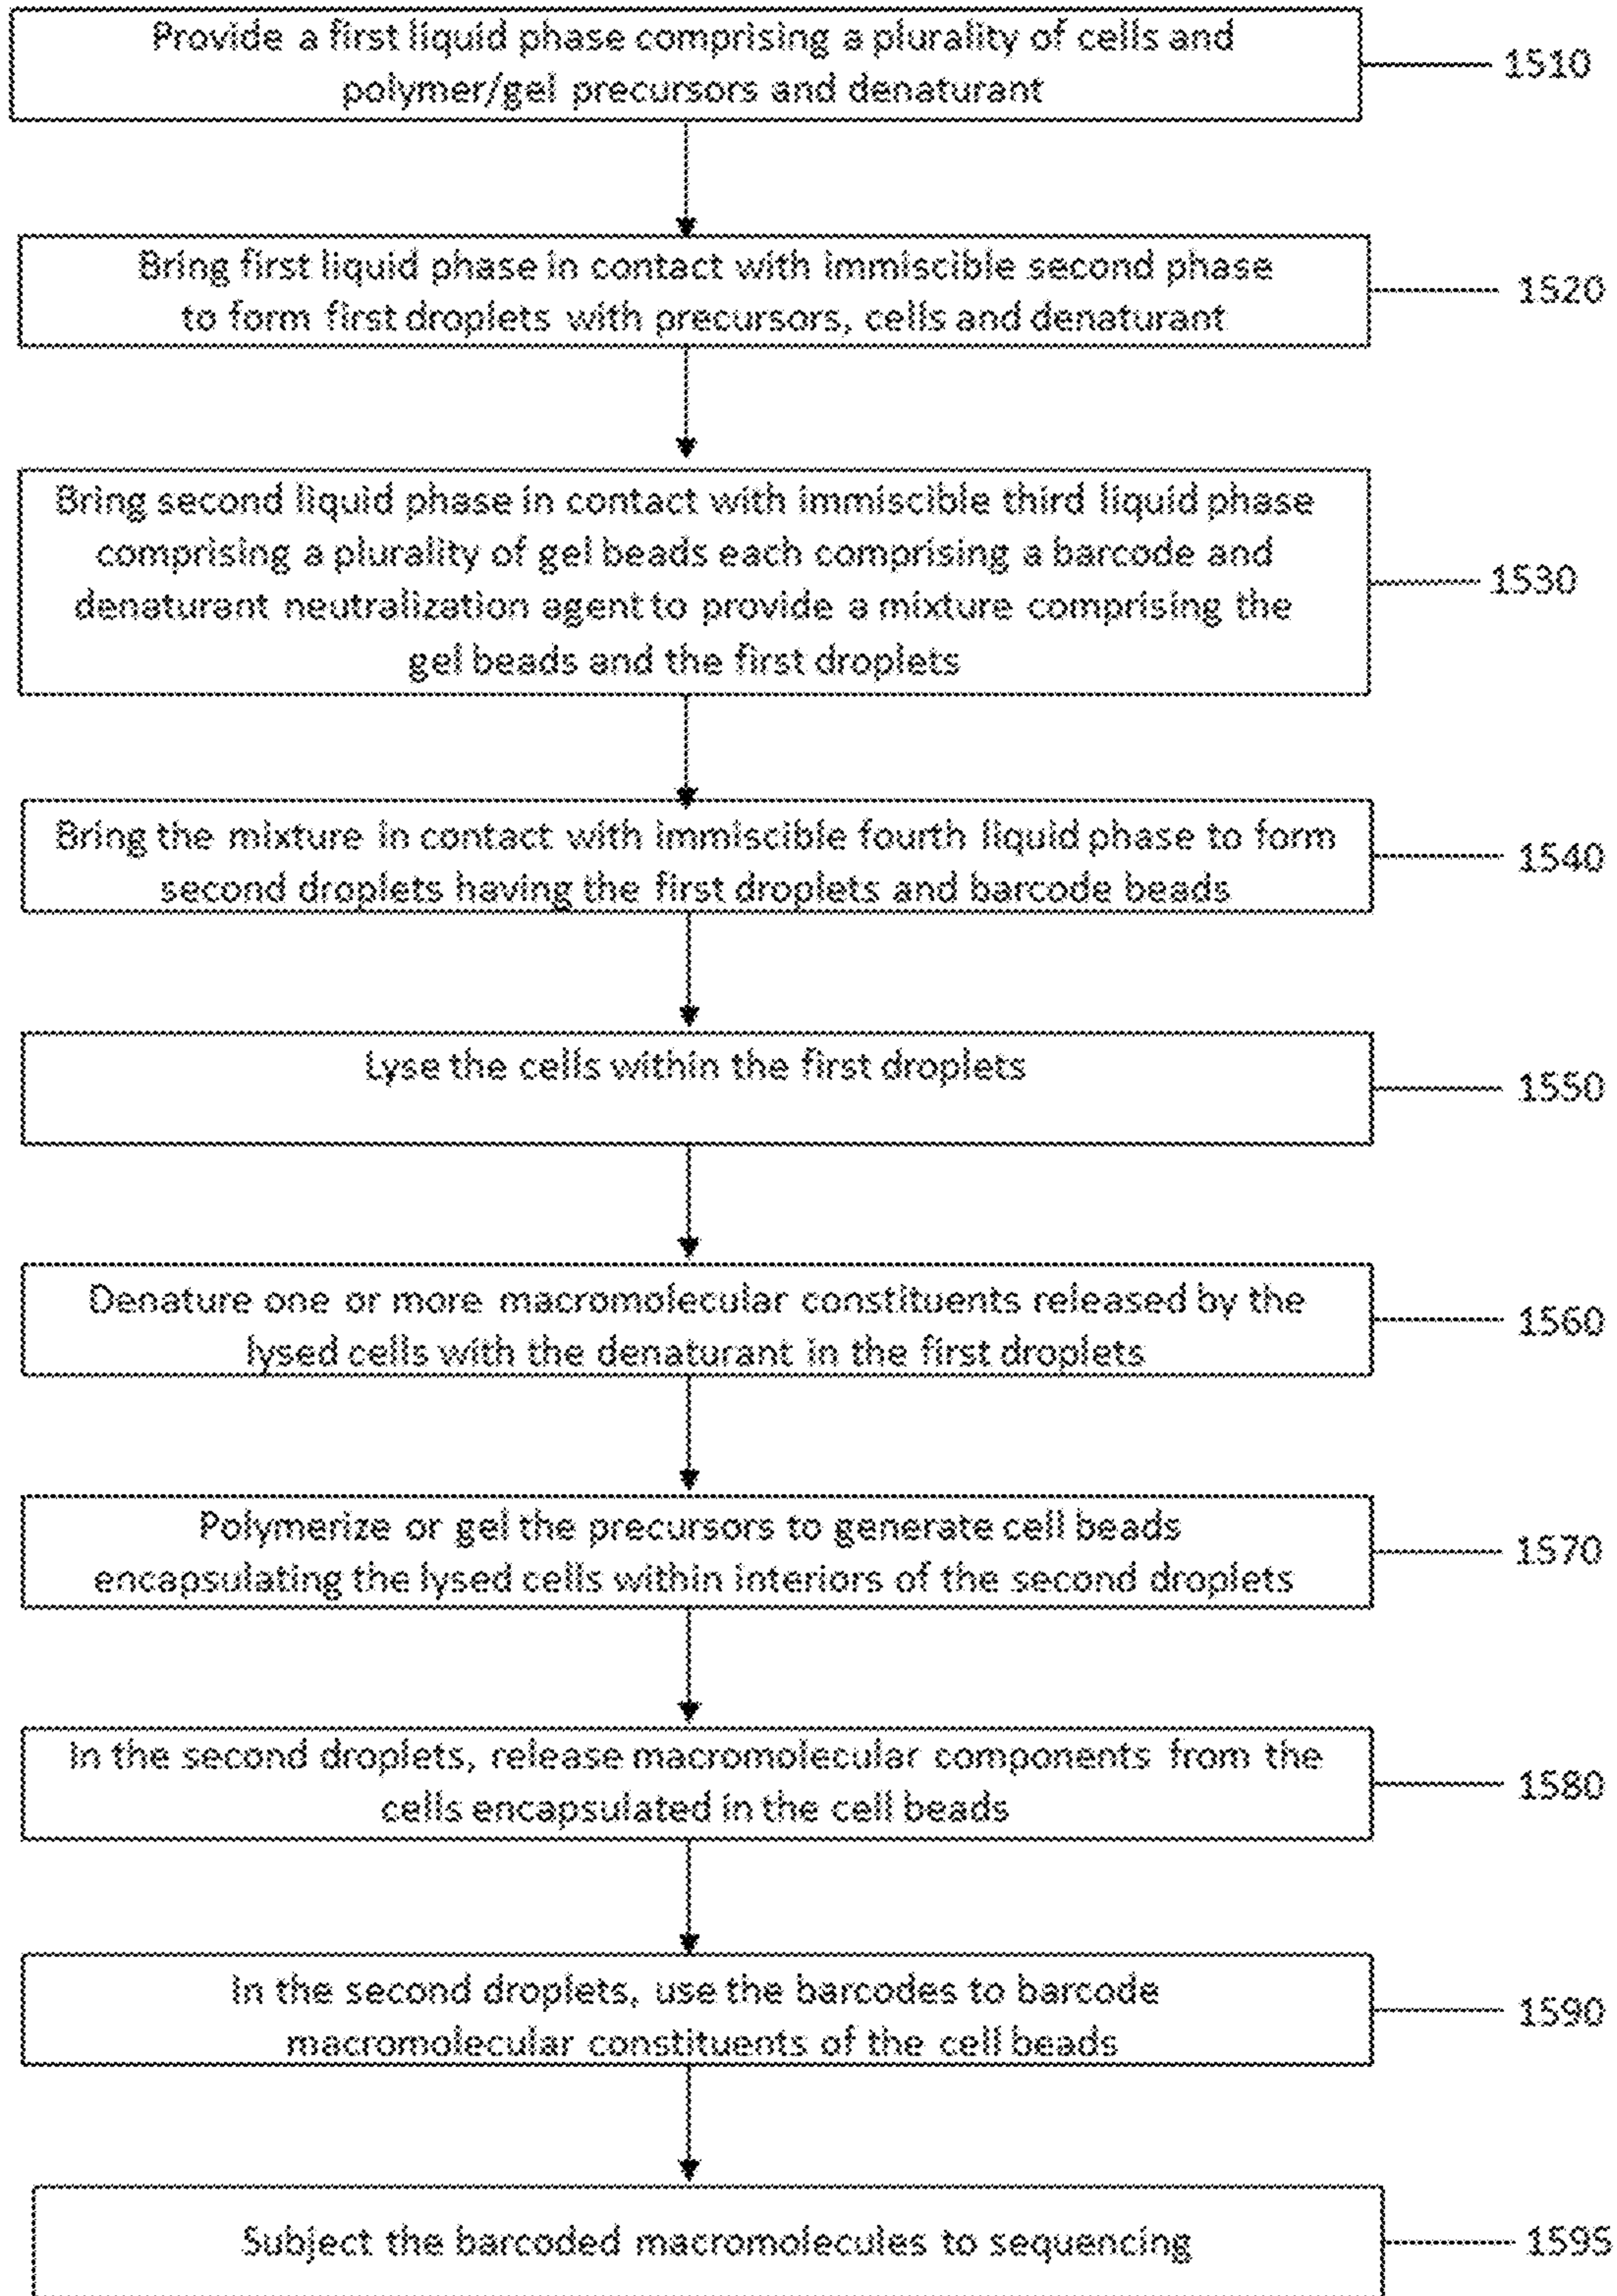 Provide a first liquid phase comprising a plurality of cells and
polymer/gel precursors and denaturant
1510
Bring first liquid phase in contact with immiscible second phase
to form first droplets with precursors, cells and denaturant
1520
Bring second liquid phase in contact with immiscible third liquid phase
comprising a plurality of gel beads each comprising a barcode and
denaturant neutralization agent to provide a mixture comprising the
gel beads and the first droplets
1530
Bring the mixture in contact with immiscible fourth liquid phase to form
second droplets having the first droplets and barcode beads
1540
Lyse the cells within the first droplets
1550
Denature one or more macromolecular constituents released by the
lysed cells with the denaturant in the first droplets
1560
Polymerize or gel the precursors to generate cell beads
encapsulating the lysed cells within interiors of the second droplets
1570
In the second droplets, release macromolecular components from the
cells encapsulated in the cell beads
1580
In the second droplets, use the barcodes to barcode
macromolecular constituents of the cell beads
1590
Subject the barcoded macromolecules to sequencing
1595